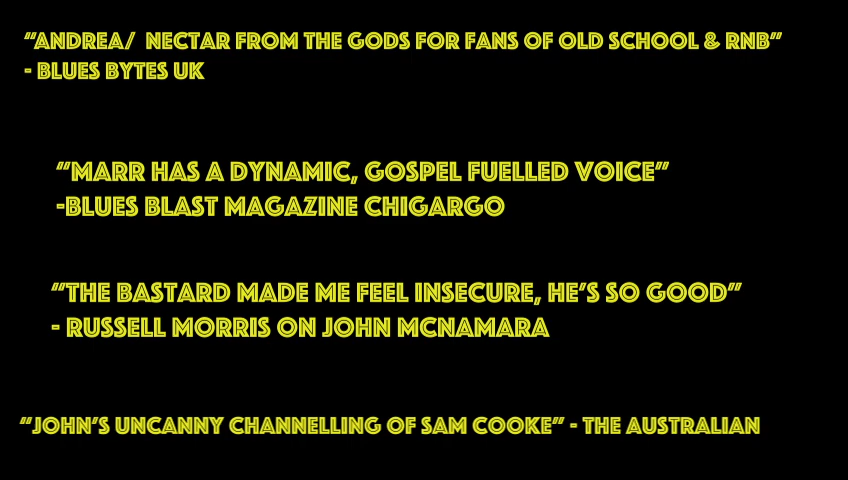 “ANDREA/ NECTAR FROM THE GODS FOR FANS OF OLD SCHOOL & RNB”
- BLUES BYTES UK
“MARR HAS A DYNAMIC, GOSPEL FUELLED VOICE”
-BLUES BLAST MAGAZINE CHIGARGO
“THE BASTARD MADE ME FEEL INSECURE, HE’S SO GOOD”
- RUSSELL MORRIS ON JOHN MCNAMARA
“JOHN’S UNCANNY CHANNELLING OF SAM COOKE” - THE AUSTRALIAN